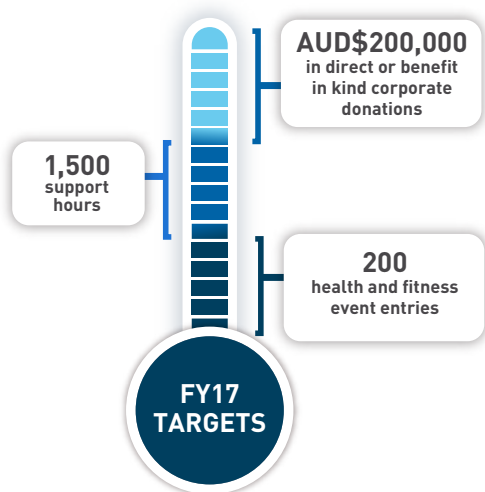 AUD$200,000
in direct or benefit
in kind corporate
donations
1,500
support
hours
200
health and fitness
event entries
FY17
TARGETS